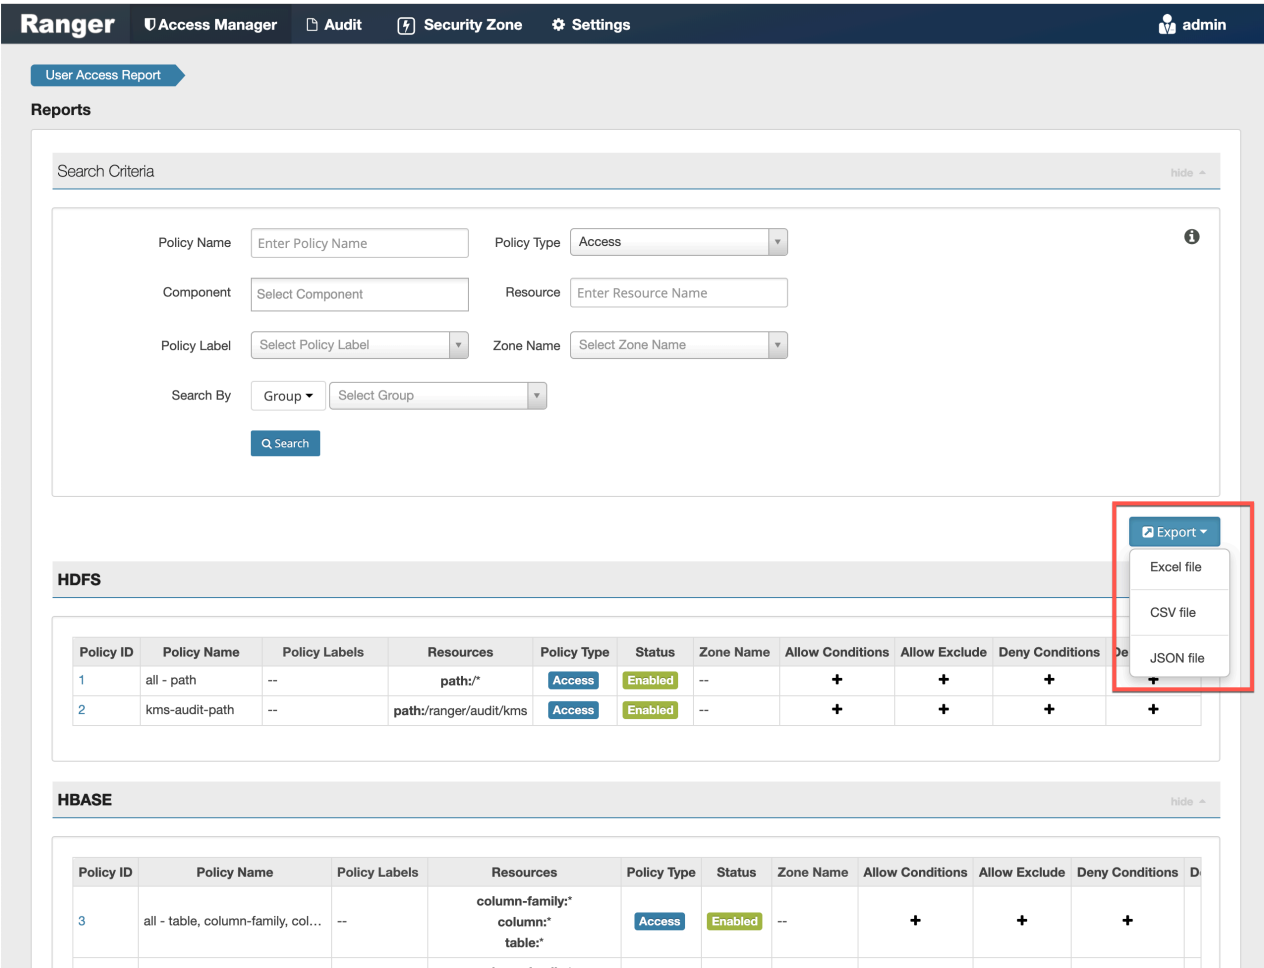 Ranger Access Manager Audit Security Zone Settings admin
User Access Report
Reports
Search Criteria hide
Policy Name Enter Policy Name Policy Type Access
Component Select Component Resource Enter Resource Name
Policy Label Select Policy Label Zone Name Select Zone Name
Search By Group Select Group
Search
Export
Excel file
CSV file
JSON file
HDFS
Policy ID Policy Name Policy Labels Resources Policy Type Status Zone Name Allow Conditions Allow Exclude Deny Conditions De
1 all - path -- path:/* Access Enabled -- + + + +
2 kms-audit-path -- path:/ranger/audit/kms Access Enabled -- + + + +
HBASE hide
Policy ID Policy Name Policy Labels Resources Policy Type Status Zone Name Allow Conditions Allow Exclude Deny Conditions D
column-family:*
3 all - table, column-family, col... -- column:* Access Enabled -- + + +
table:*